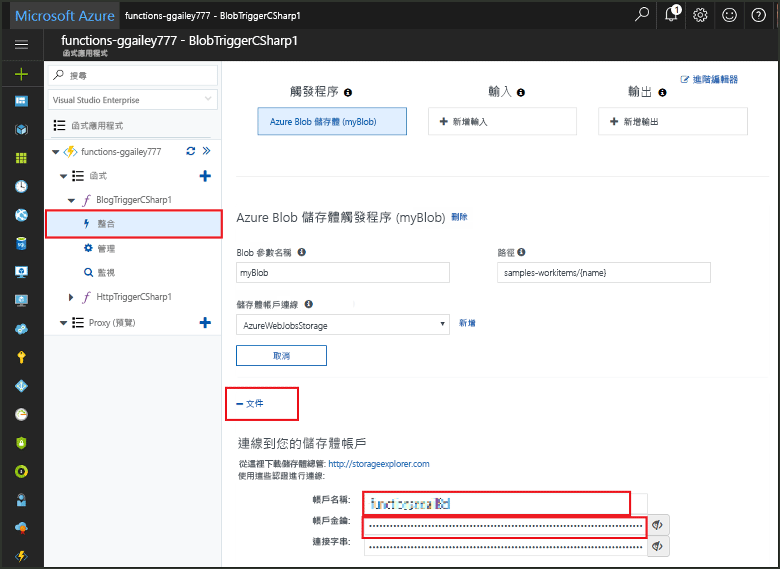 Microsoft Azure functions-ggailey777 - BlobTriggerCSharp1
1
functions-ggailey777 - BlobTriggerCSharp1
函式應用程式
搜尋
Visual Studio Enterprise
函式應用程式
functions-ggailey777
函式
BlogTriggerCSharp1
整合
管理
監視
HttpTriggerCSharp1
Proxy (預覽)
進階編輯器
觸發程序
輸入
輸出
Azure Blob 儲存體 (myBlob)
新增輸入
新增輸出
Azure Blob 儲存體觸發程序 (myBlob) 刪除
Blob 參數名稱
路徑
myBlob
samples-workitems/{name}
儲存體帳戶連線
AzureWebJobsStorage
新增
取消
文件
連線到您的儲存體帳戶
從這裡下載儲存體總管: http://storageexplorer.com
使用這些認證進行連線:
帳戶名稱:
帳戶金鑰:
連接字串: